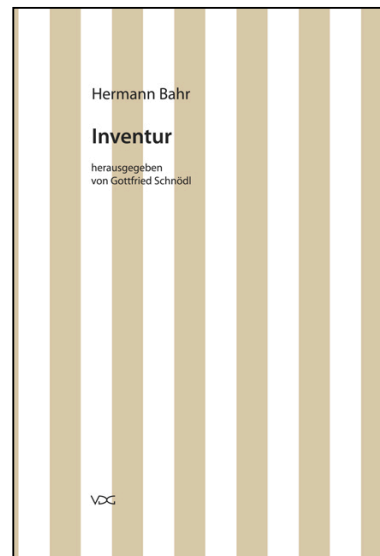 Hermann Bahr
Inventur
herausgegeben
von Gottfried Schnödl
VDG